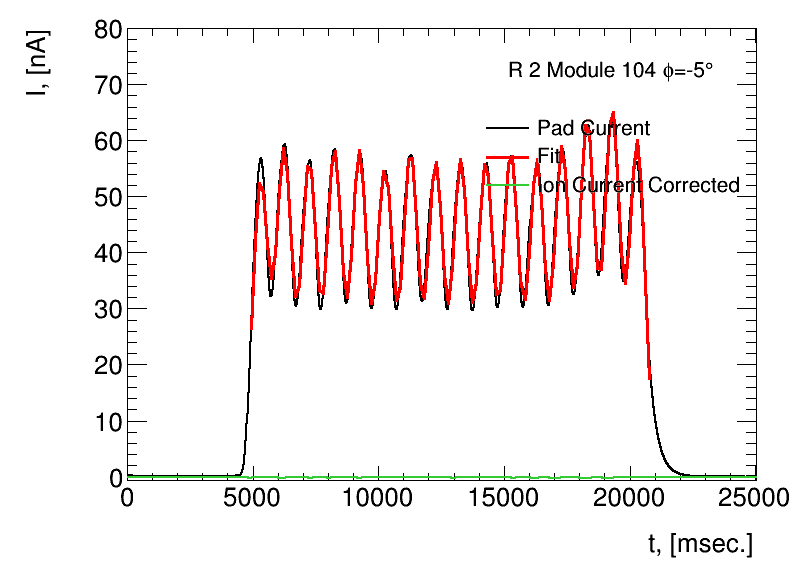 I, [nA]
80
70
60
50
40
30
20
10
0
R 2 Module 104 ϕ=-5°
Pad Current
Fit
Ion Current Corrected
0 5000 10000 15000 20000 25000
t, [msec.]